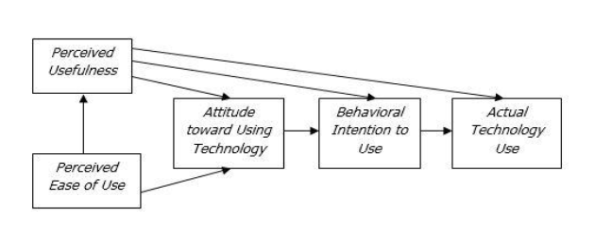 Perceived
Usefulness
Attitude
toward Using
Technology
Behavioral
Intention to
Use
Actual
Technology
Use
Perceived
Ease of Use